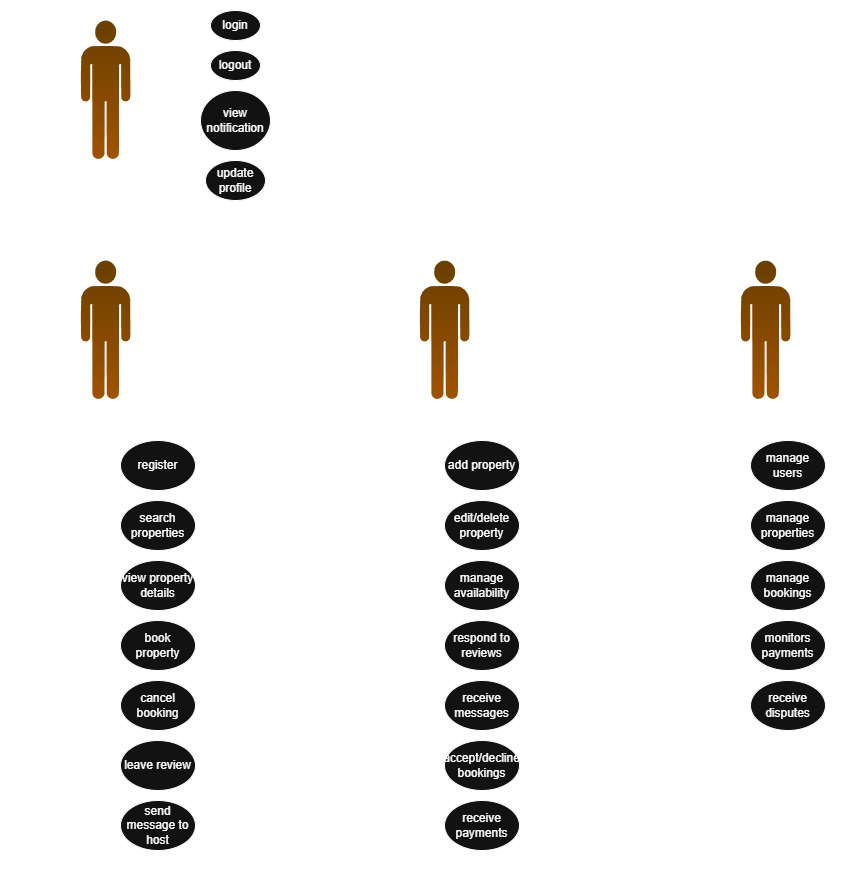 login
logout
view
notification
update
profile
register
search
properties
view property
details
book
property
cancel
booking
leave review
send
message to
host
add property
edit/delete
property
manage
availability
respond to
reviews
receive
messages
accept/decline
bookings
receive
payments
manage
users
manage
properties
manage
bookings
monitors
payments
receive
disputes